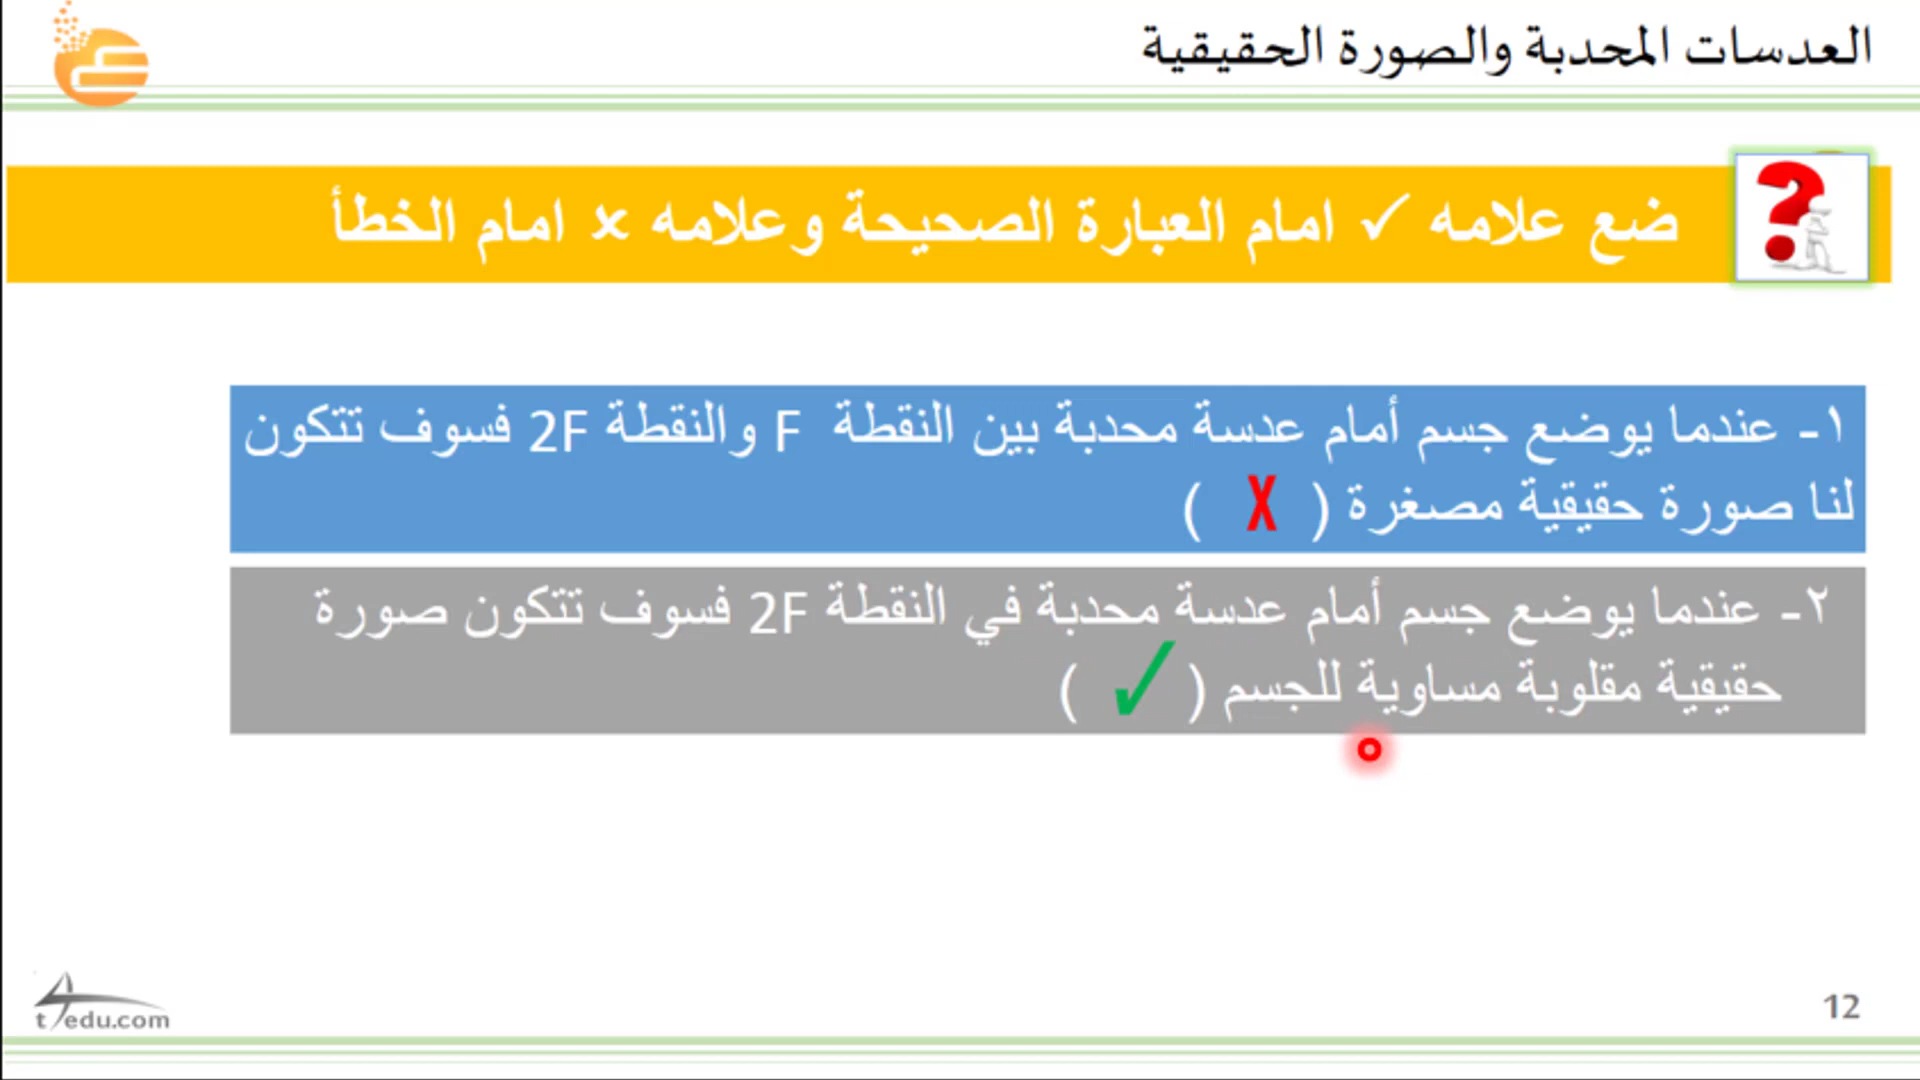 العدسات المحدبة والصورة الحقيقية
ضع علامه ✓ امام العبارة الصحيحة وعلامه × امام الخطأ
١- عندما يوضع جسم أمام عدسة محدبة بين النقطة F والنقطة 2F فسوف تتكون
لنا صورة حقيقية مصغرة ( X )
٢- عندما يوضع جسم أمام عدسة محدبة في النقطة 2F فسوف تتكون صورة
حقيقية مقلوبة مساوية للجسم ( ✓ )
t4edu.com
12